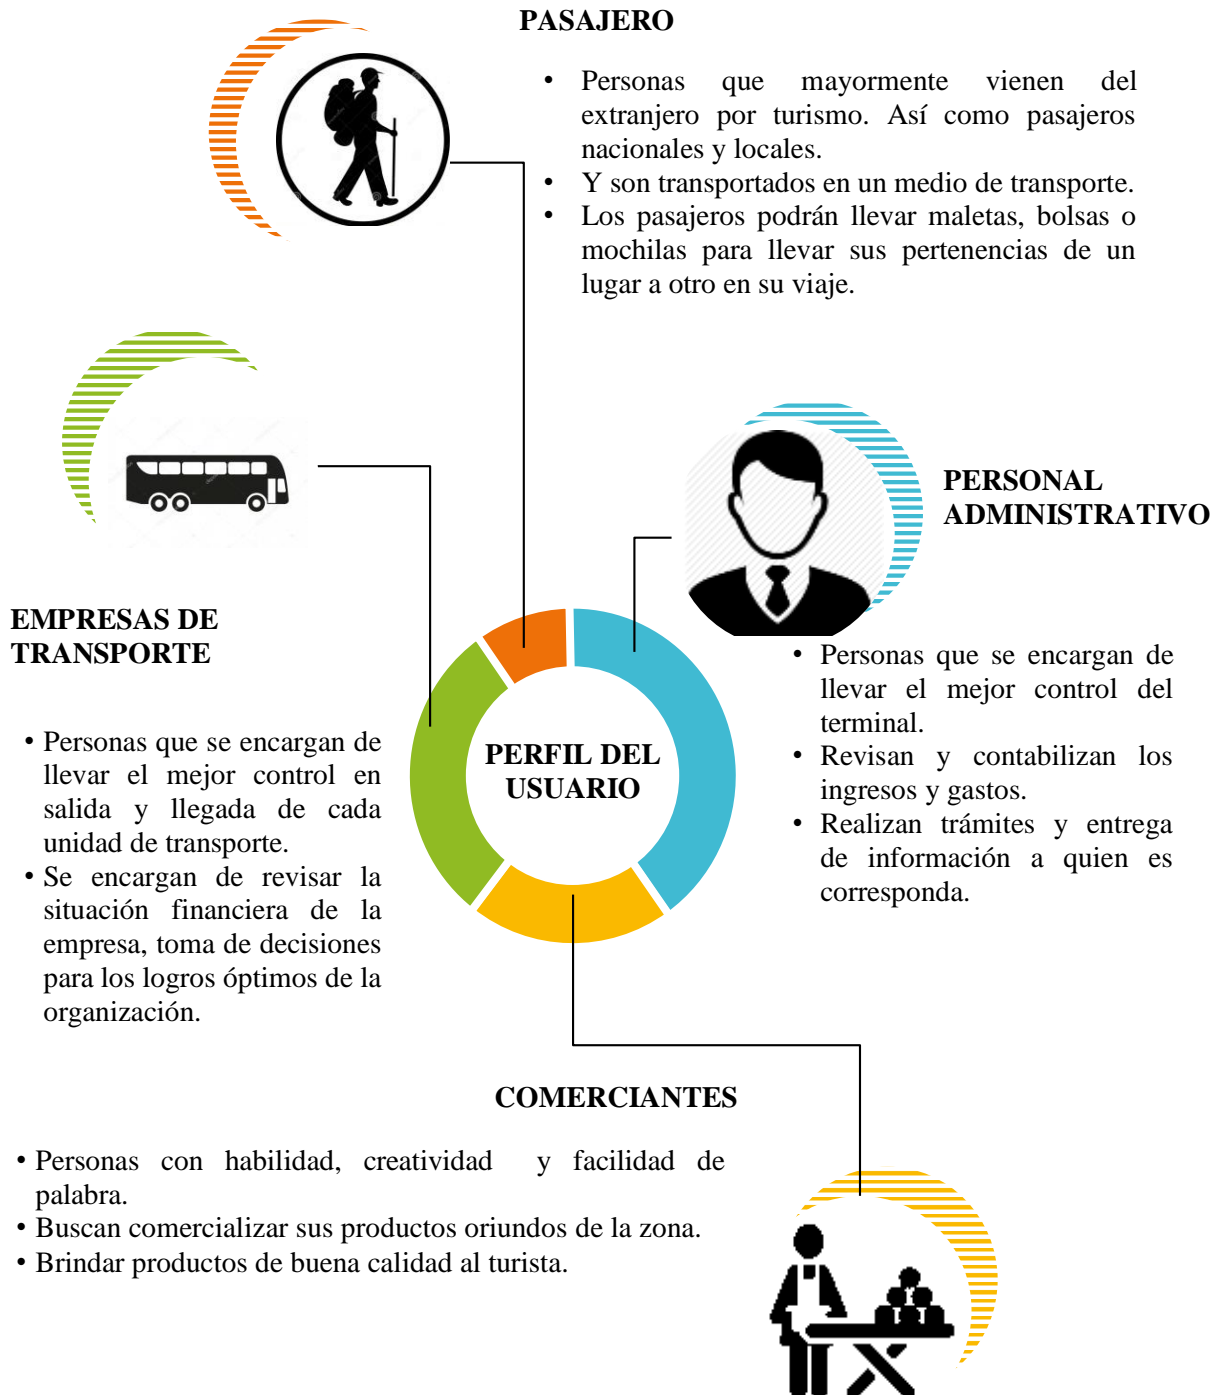 PASAJERO
• Personas que mayormente vienen del
extranjero por turismo. Así como pasajeros
nacionales y locales.
• Y son transportados en un medio de transporte.
• Los pasajeros podrán llevar maletas, bolsas o
mochilas para llevar sus pertenencias de un
lugar a otro en su viaje.
PERSONAL
ADMINISTRATIVO
• Personas que se encargan de
llevar el mejor control del
terminal.
• Revisan y contabilizan los
ingresos y gastos.
• Realizan trámites y entrega
de información a quien es
corresponda.
EMPRESAS DE
TRANSPORTE
• Personas que se encargan de
llevar el mejor control en
salida y llegada de cada
unidad de transporte.
• Se encargan de revisar la
situación financiera de la
empresa, toma de decisiones
para los logros óptimos de la
organización.
PERFIL DEL
USUARIO
COMERCIANTES
• Personas con habilidad, creatividad y facilidad de
palabra.
• Buscan comercializar sus productos oriundos de la zona.
• Brindar productos de buena calidad al turista.